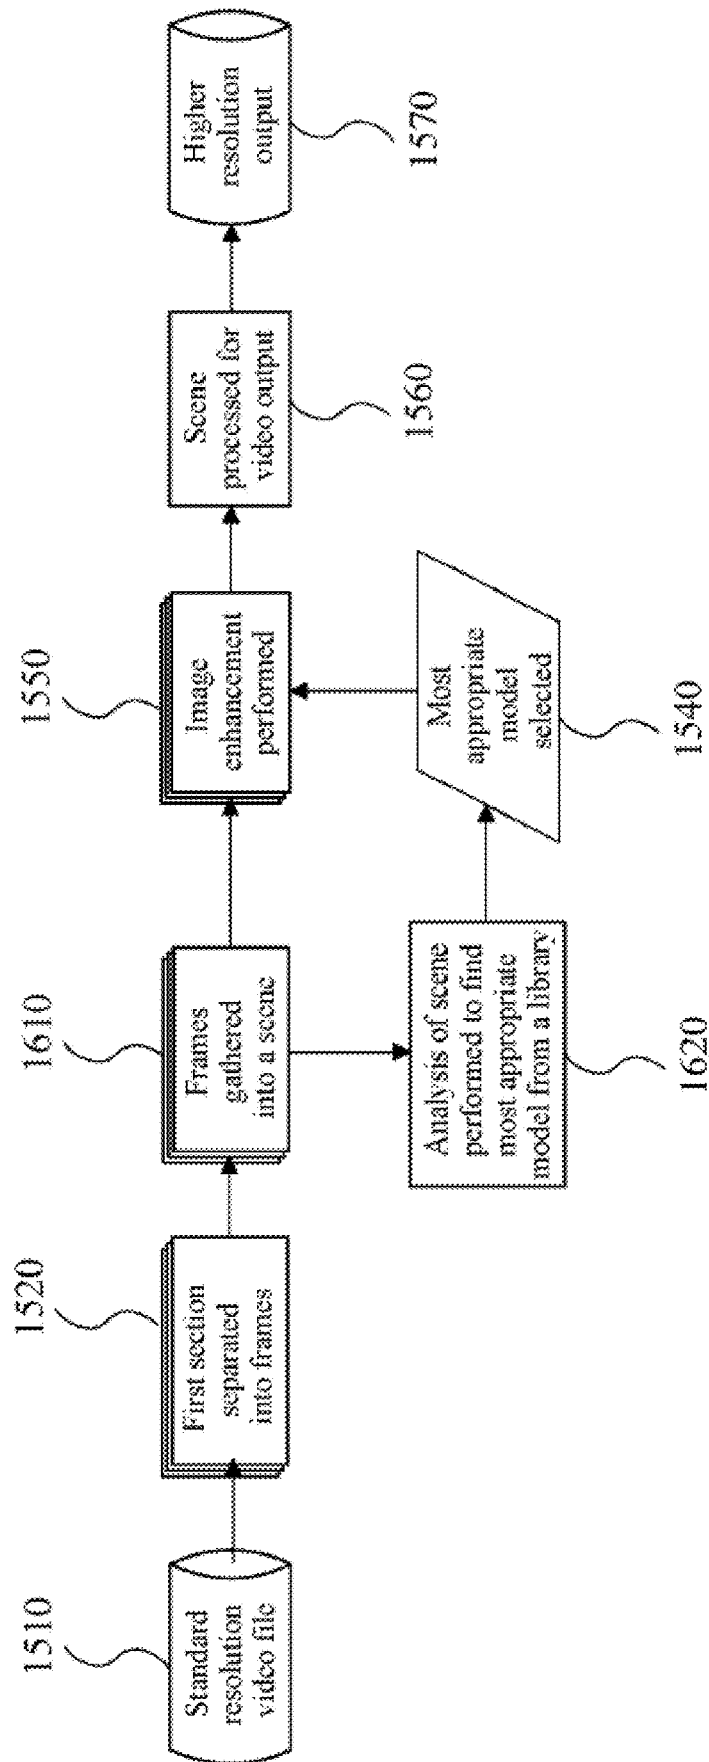 1510
Standard
resolution
video file
1520
First section
separated
into frames
1610
Frames
gathered
into a scene
1620
Analysis of scene
performed to find
most appropriate
model from a library
1540
Most
appropriate
model
selected
1550
Image
enhancement
performed
1560
Scene
processed for
video output
1570
Higher
resolution
output